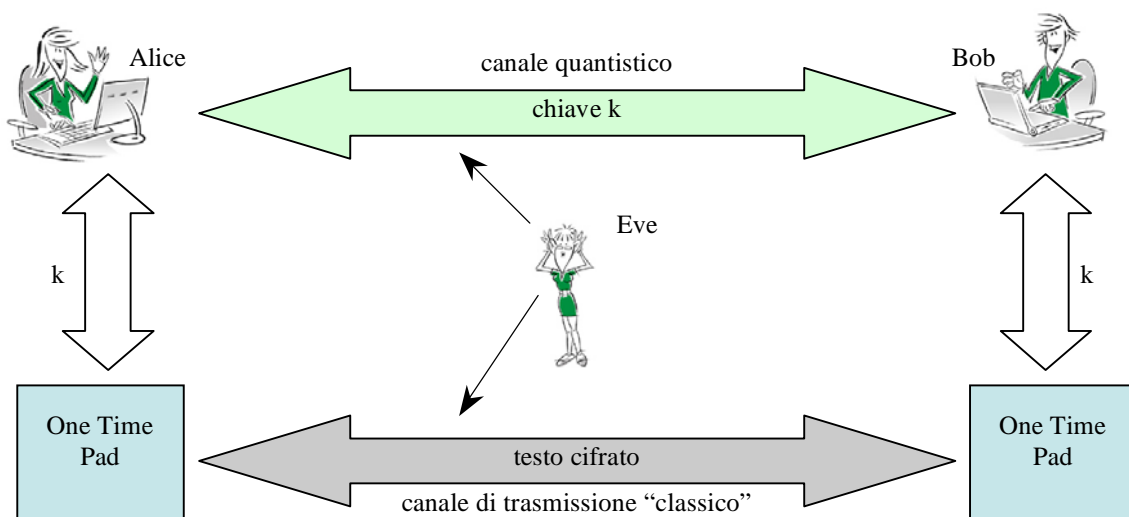 Alice
canale quantistico
Bob
chiave k
Eve
k
k
One Time
Pad
One Time
Pad
testo cifrato
canale di trasmissione “classico”